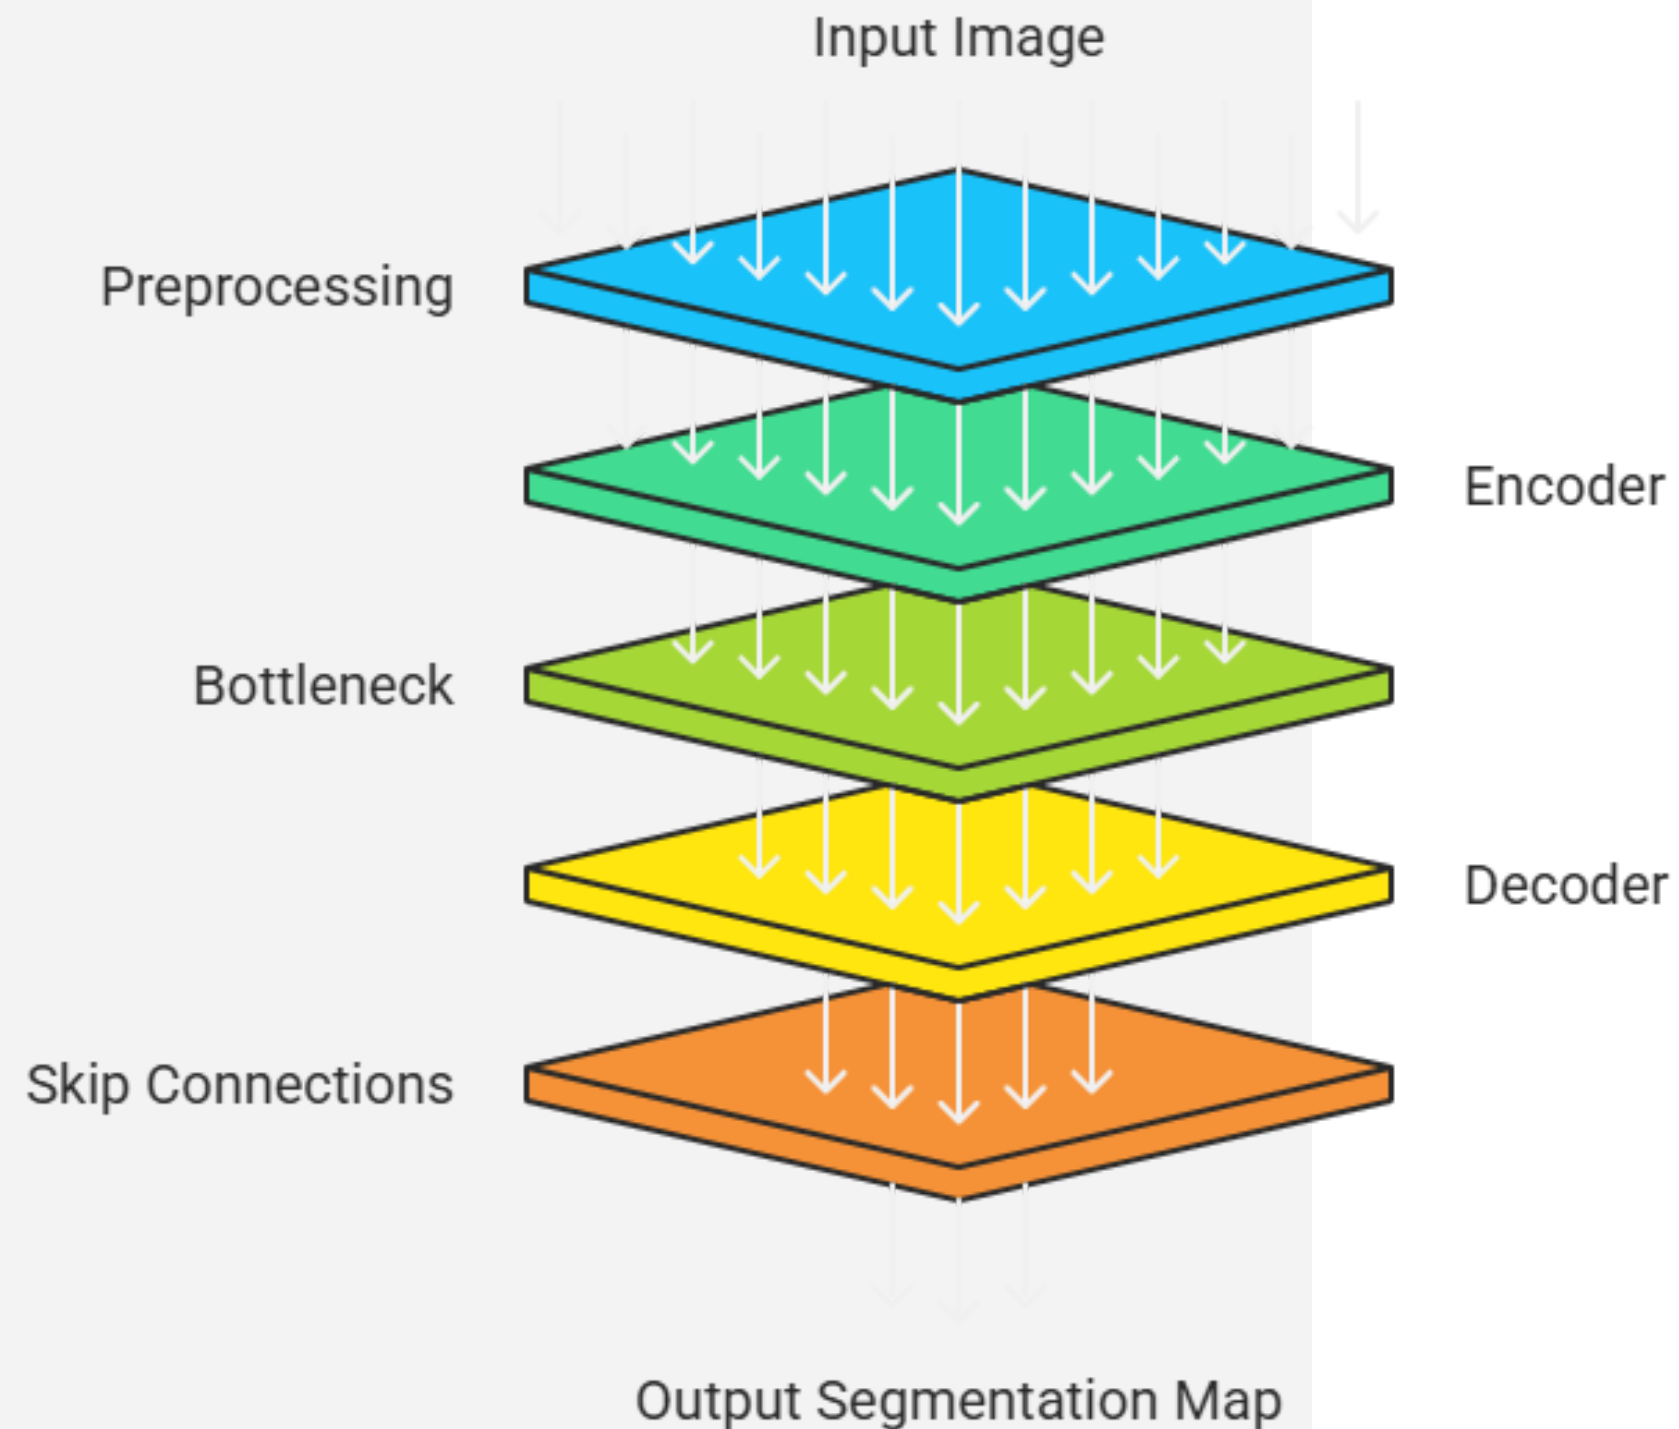 Input Image
Preprocessing
Encoder
Bottleneck
Decoder
Skip Connections
Output Segmentation Map